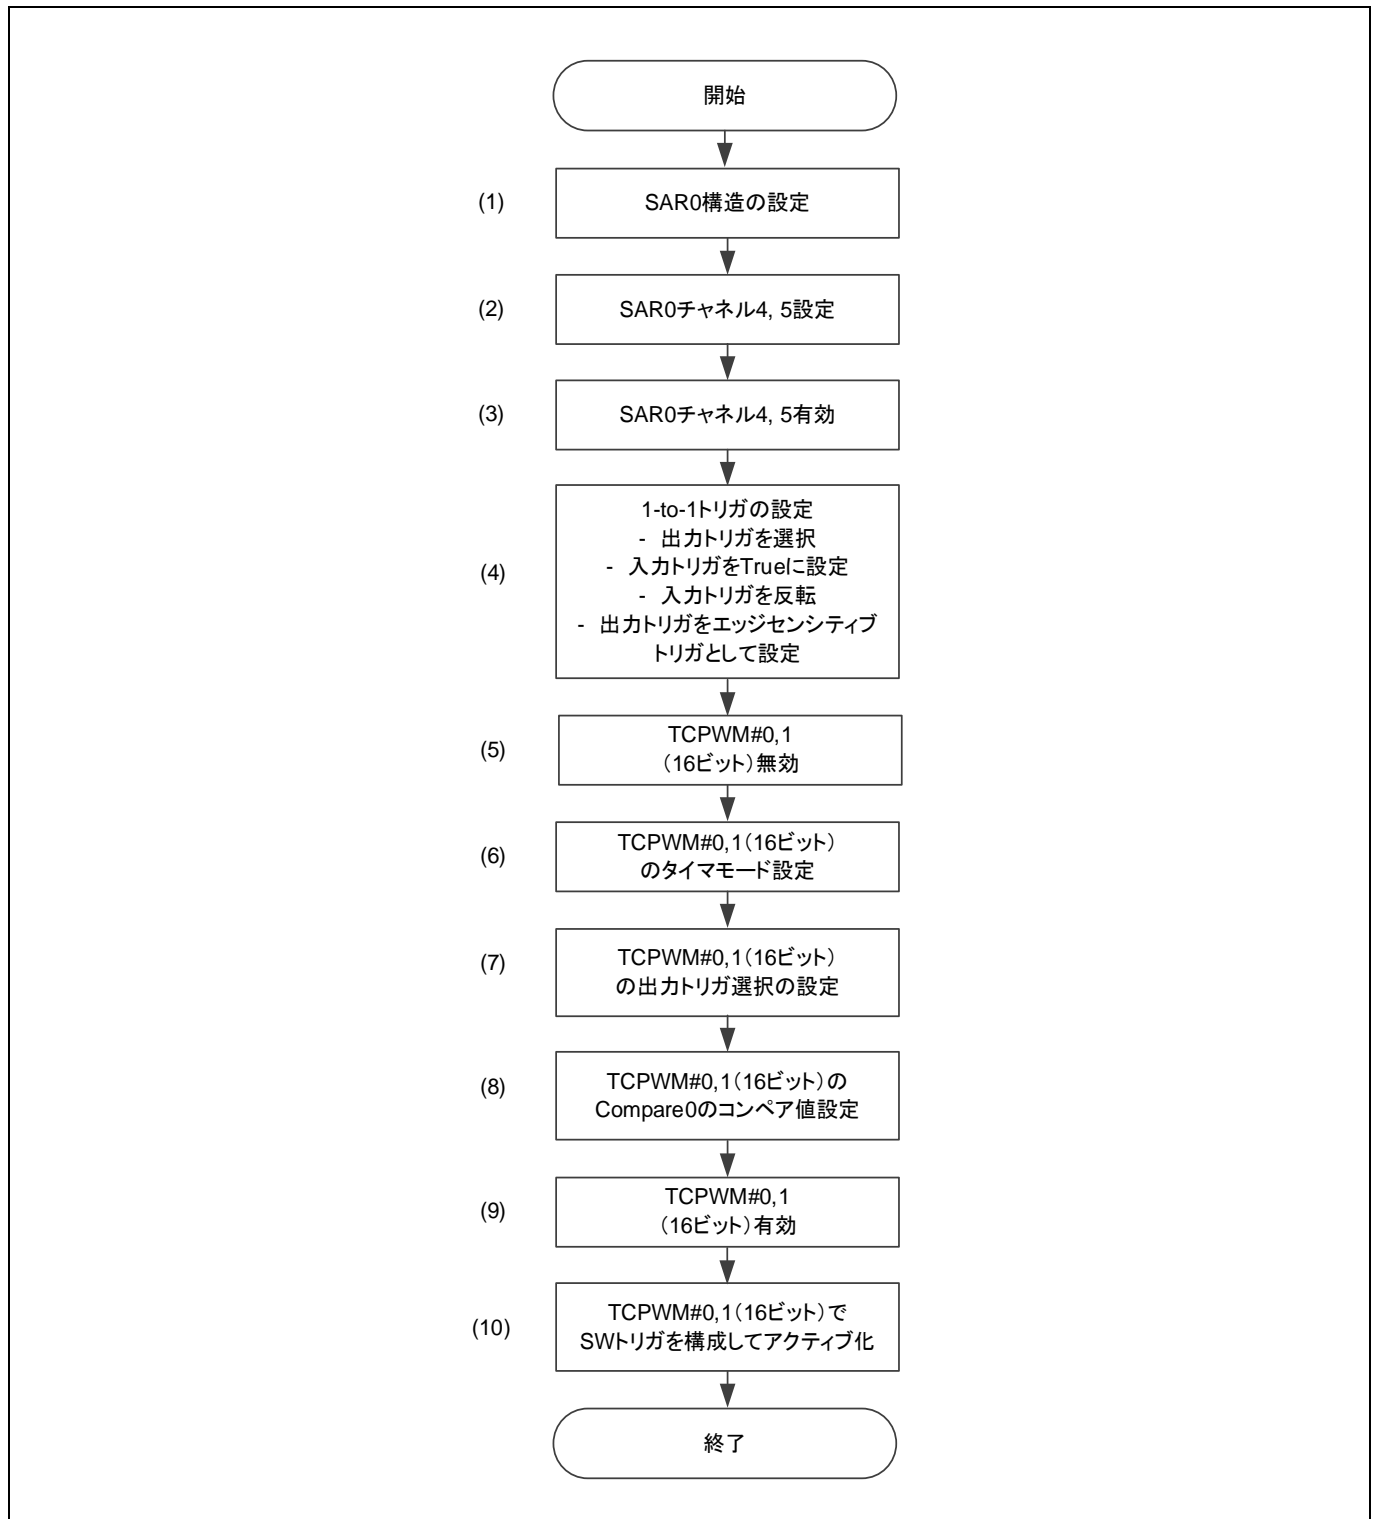 開始
(1)
SAR0構造の設定
(2)
SAR0チャネル4, 5設定
(3)
SAR0チャネル4, 5有効
(4)
1-to-1トリガの設定
- 出力トリガを選択
- 入力トリガをTrueに設定
- 入力トリガを反転
- 出力トリガをエッジセンシティブ
トリガとして設定
(5)
TCPWM#0,1
（16ビット）無効
(6)
TCPWM#0,1（16ビット）
のタイマモード設定
(7)
TCPWM#0,1（16ビット）
の出力トリガ選択の設定
(8)
TCPWM#0,1（16ビット）の
Compare0のコンペア値設定
(9)
TCPWM#0,1
（16ビット）有効
(10)
TCPWM#0,1（16ビット）で
SWトリガを構成してアクティブ化
終了